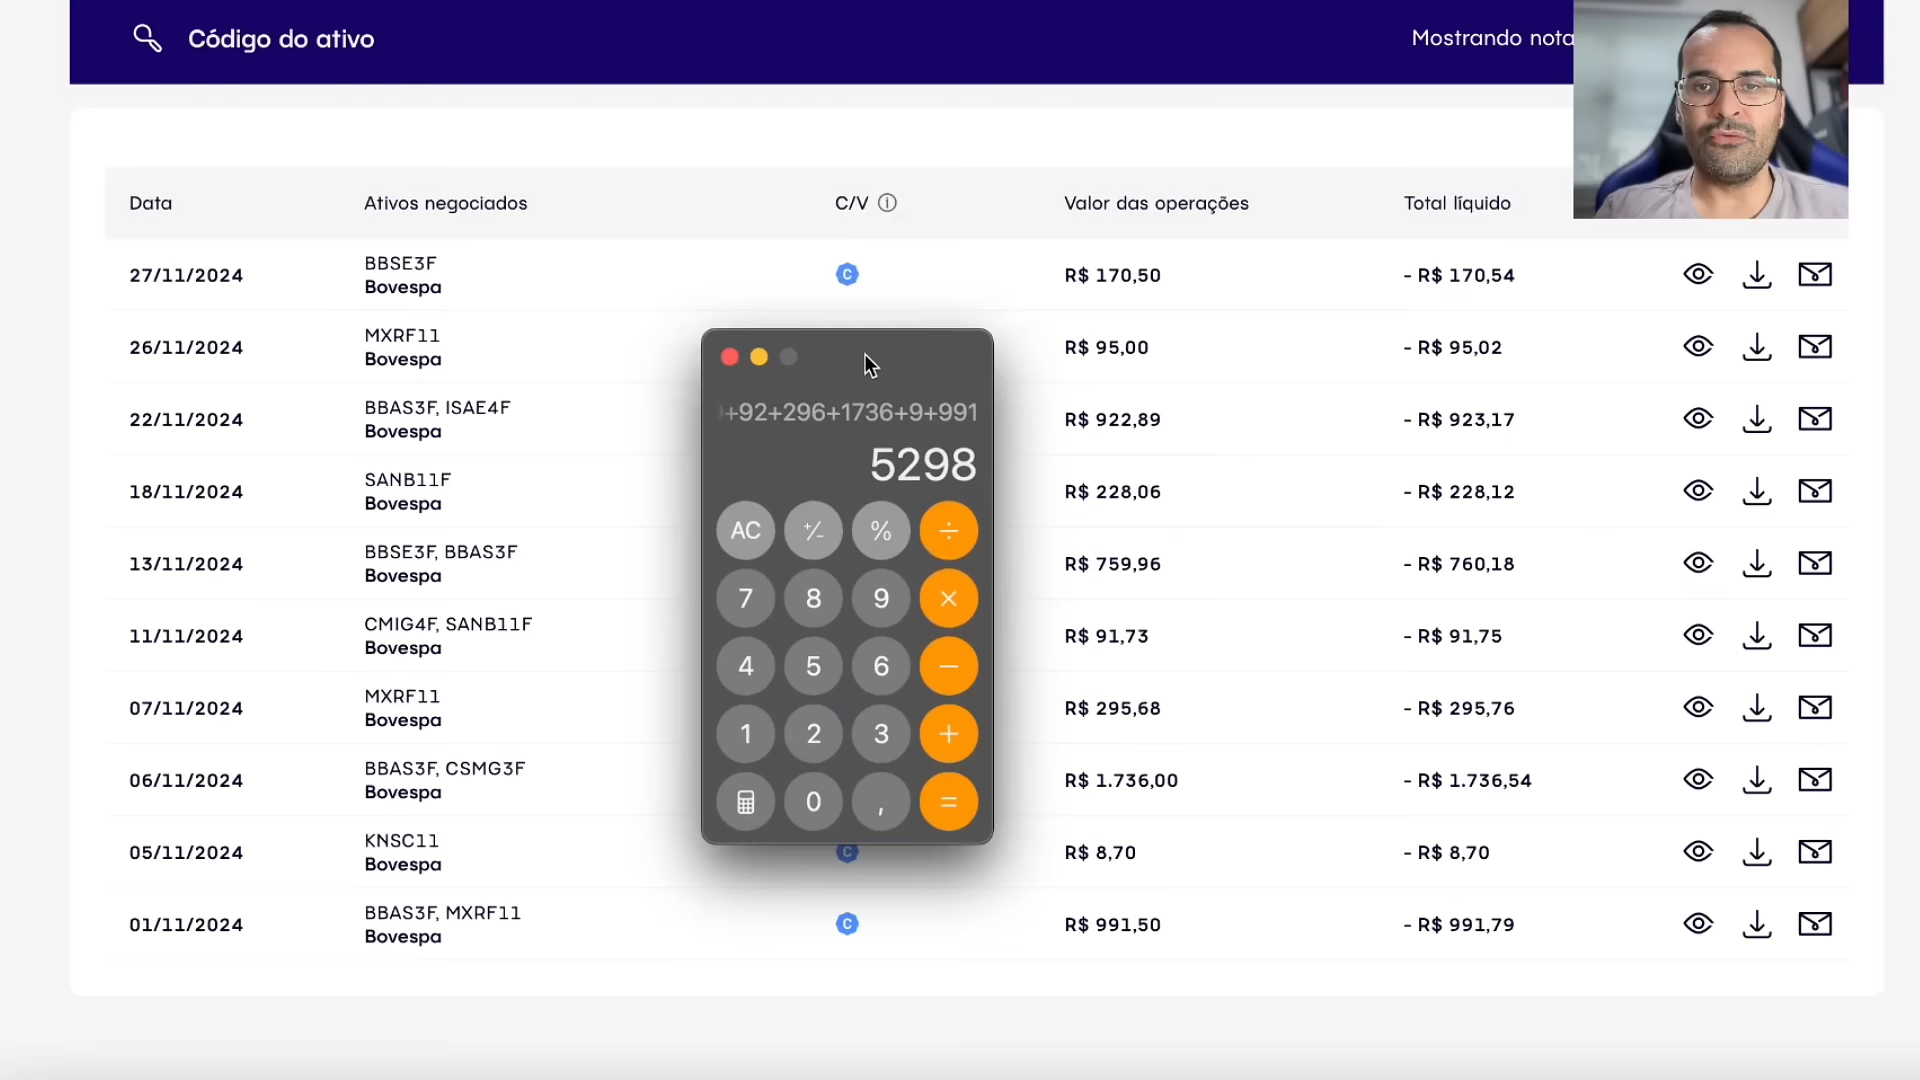 Código do ativo
Mostrando nota
Data Ativos negociados C/V Valor das operações Total líquido
27/11/2024 BBSE3F Bovespa C R$ 170,50 - R$ 170,54
26/11/2024 MXRF11 Bovespa R$ 95,00 - R$ 95,02
22/11/2024 BBAS3F, ISAE4F Bovespa R$ 922,89 - R$ 923,17
18/11/2024 SANB11F Bovespa R$ 228,06 - R$ 228,12
13/11/2024 BBSE3F, BBAS3F Bovespa R$ 759,96 - R$ 760,18
11/11/2024 CMIG4F, SANB11F Bovespa R$ 91,73 - R$ 91,75
07/11/2024 MXRF11 Bovespa R$ 295,68 - R$ 295,76
06/11/2024 BBAS3F, CSMG3F Bovespa R$ 1.736,00 - R$ 1.736,54
05/11/2024 KNSC11 Bovespa C R$ 8,70 - R$ 8,70
01/11/2024 BBAS3F, MXRF11 Bovespa C R$ 991,50 - R$ 991,79
+92+296+1736+9+991
5298
AC +/- % ÷
7 8 9 ×
4 5 6 −
1 2 3 +
0 , =